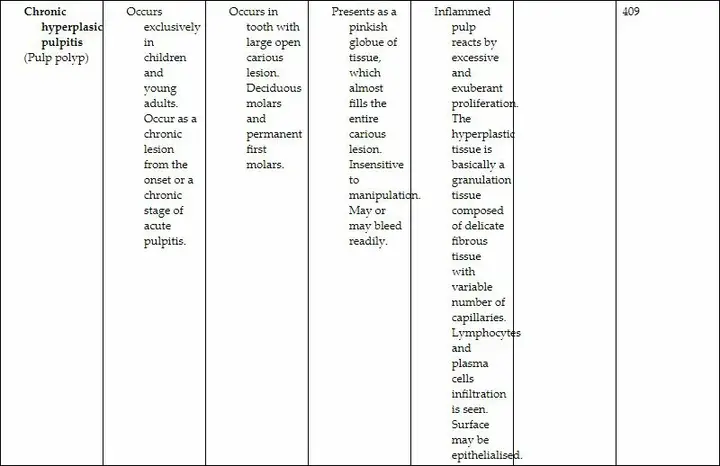 Chronic
hyperplasic
pulpitis
(Pulp polyp)
Occurs
exclusively
in
children
and
young
adults.
Occur as a
chronic
lesion
from the
onset or a
chronic
stage of
acute
pulpitis.
Occurs in
tooth with
large open
carious
lesion.
Deciduous
molars
and
permanent
first
molars.
Presents as a
pinkish
globue of
tissue,
which
almost
fills the
entire
carious
lesion.
Insensitive
to
manipulation.
May or
may bleed
readily.
Inflammed
pulp
reacts by
excessive
and
exuberant
proliferation.
The
hyperplastic
tissue is
basically a
granulation
tissue
composed
of delicate
fibrous
tissue
with
variable
number of
capillaries.
Lymphocytes
and
plasma
cells
infiltration
is seen.
Surface
may be
epithelialised.
409